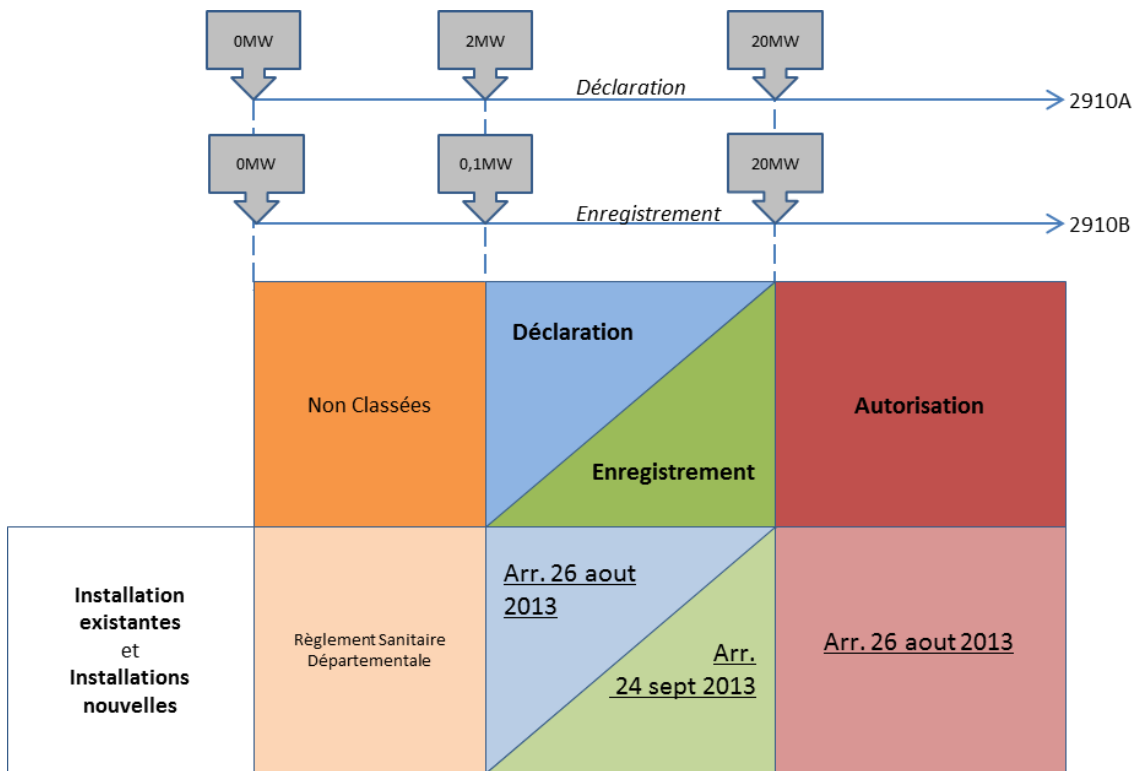 0MW
2MW
20MW
Déclaration
2910A
0MW
0,1MW
20MW
Enregistrement
2910B
Déclaration
Non Classées
Autorisation
Enregistrement
Installation
existantes
et
Installations
nouvelles
Règlement Sanitaire
Départementale
Arr. 26 aout
2013
Arr.
24 sept 2013
Arr. 26 aout 2013